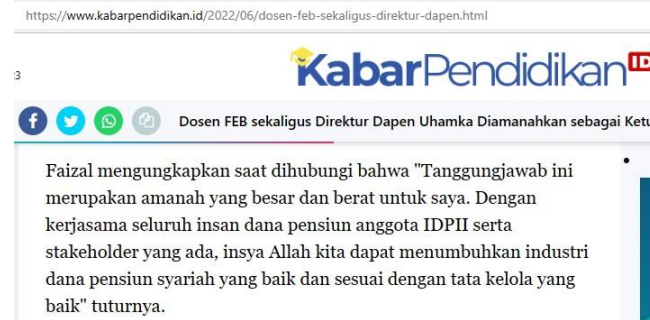 https://www.kabarpendidikan.id/2022/06/dosen-feb-sekaligus-direktur-dapen.html
KabarPendidikan ID
23
Dosen FEB sekaligus Direktur Dapen Uhamka Diamanahkan sebagai Ketu
Faizal mengungkapkan saat dihubungi bahwa "Tanggungjawab ini
merupakan amanah yang besar dan berat untuk saya. Dengan
kerjasama seluruh insan dana pensiun anggota IDPII serta
stakeholder yang ada, insya Allah kita dapat menumbuhkan industri
dana pensiun syariah yang baik dan sesuai dengan tata kelola yang
baik" tuturnya.